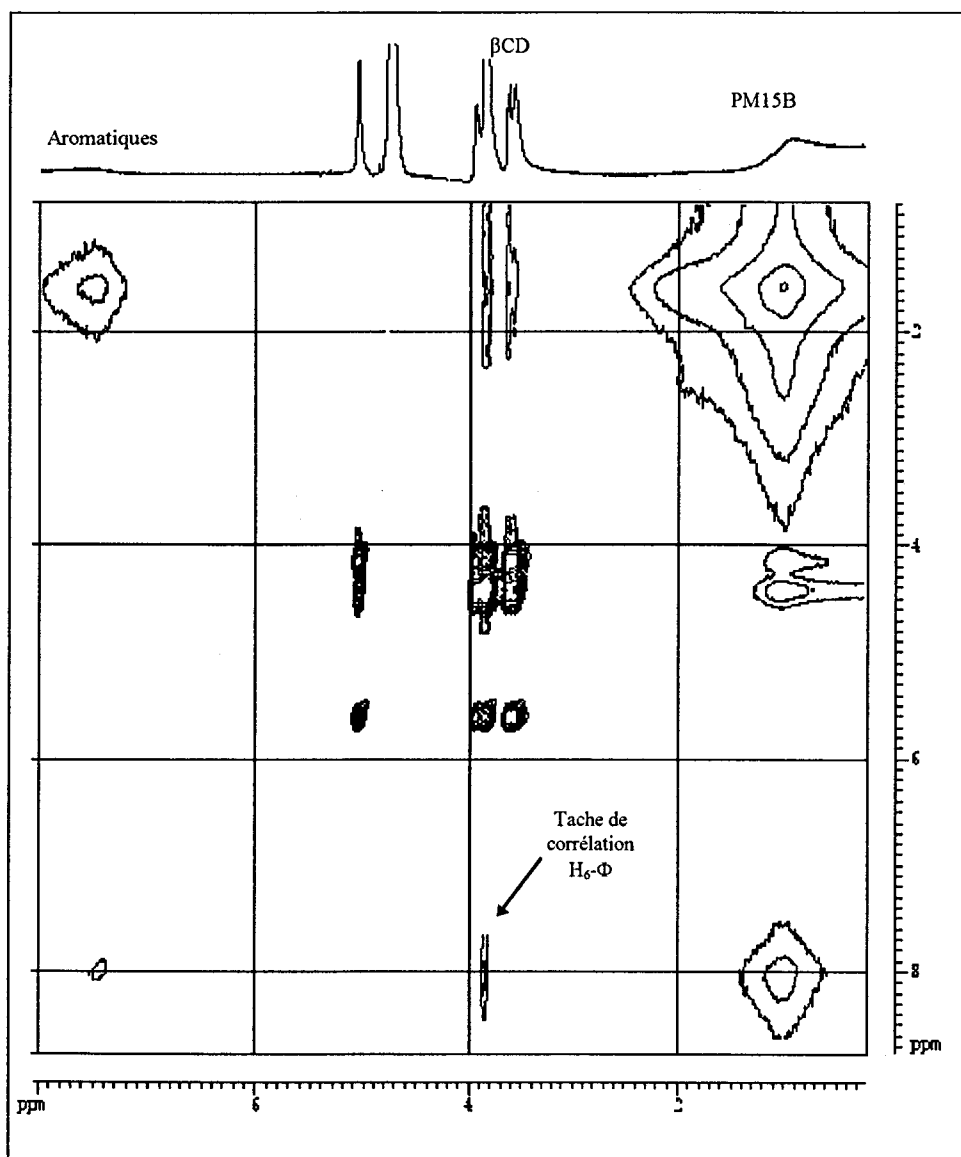 βCD
PM15B
Aromatiques
2
4
6
Tache de
corrélation
H₆-Φ
8
ppm
ppm 6 4 2